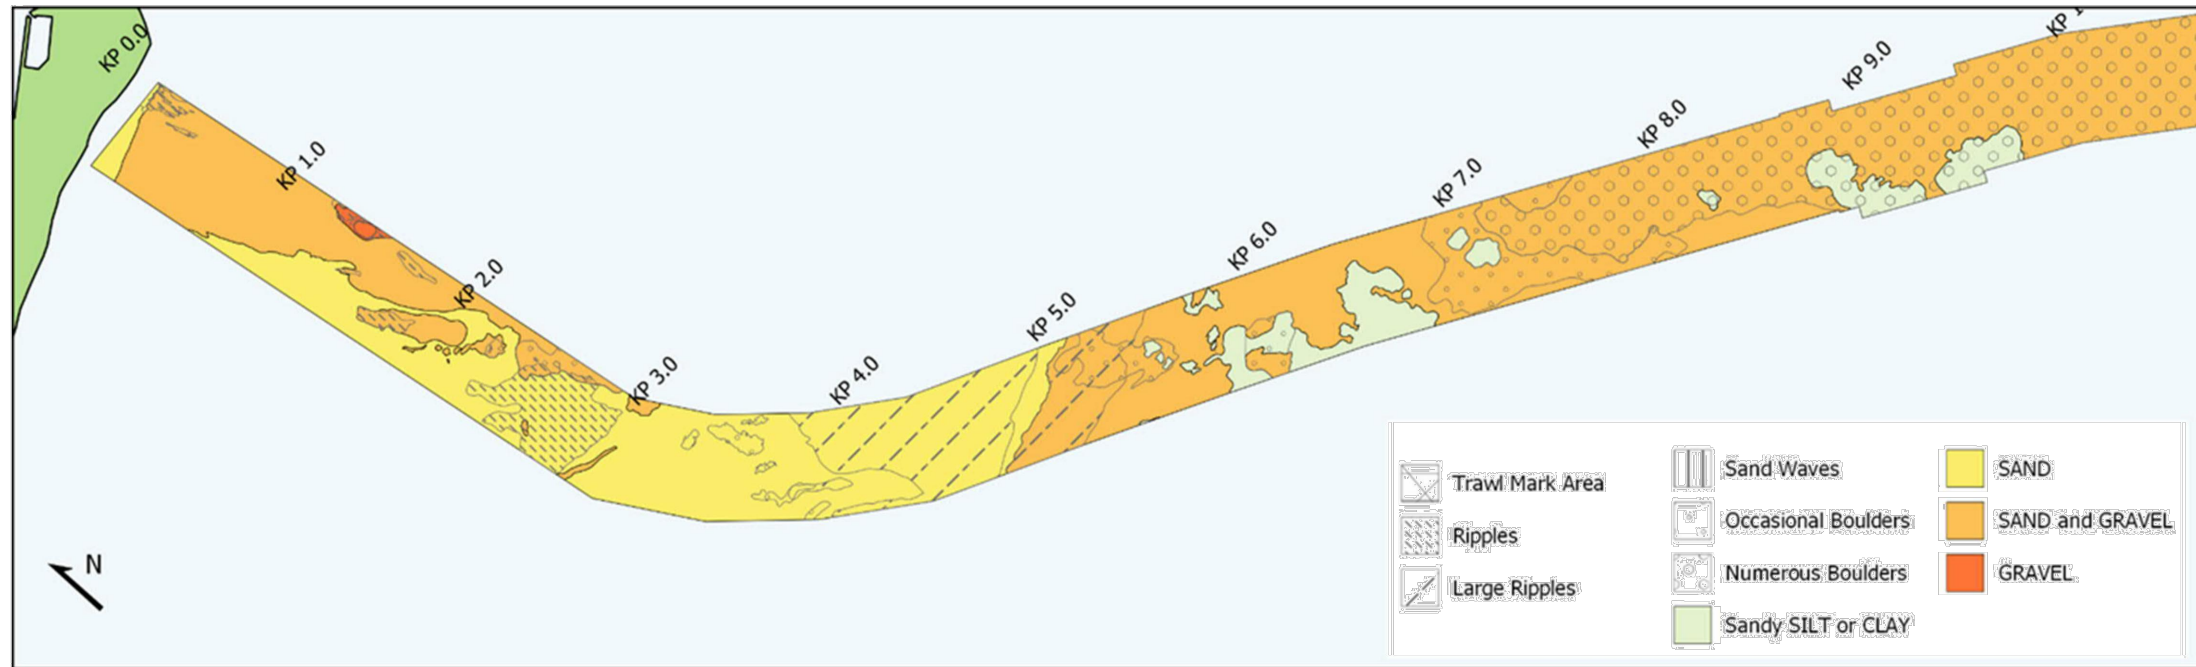 KP 0.0
KP 1.0
KP 2.0
KP 3.0
KP 4.0
KP 5.0
KP 6.0
KP 7.0
KP 8.0
KP 9.0
KP 1
N
Trawl Mark Area
Ripples
Large Ripples
Sand Waves
Occasional Boulders
Numerous Boulders
Sandy SILT or CLAY
SAND
SAND and GRAVEL
GRAVEL